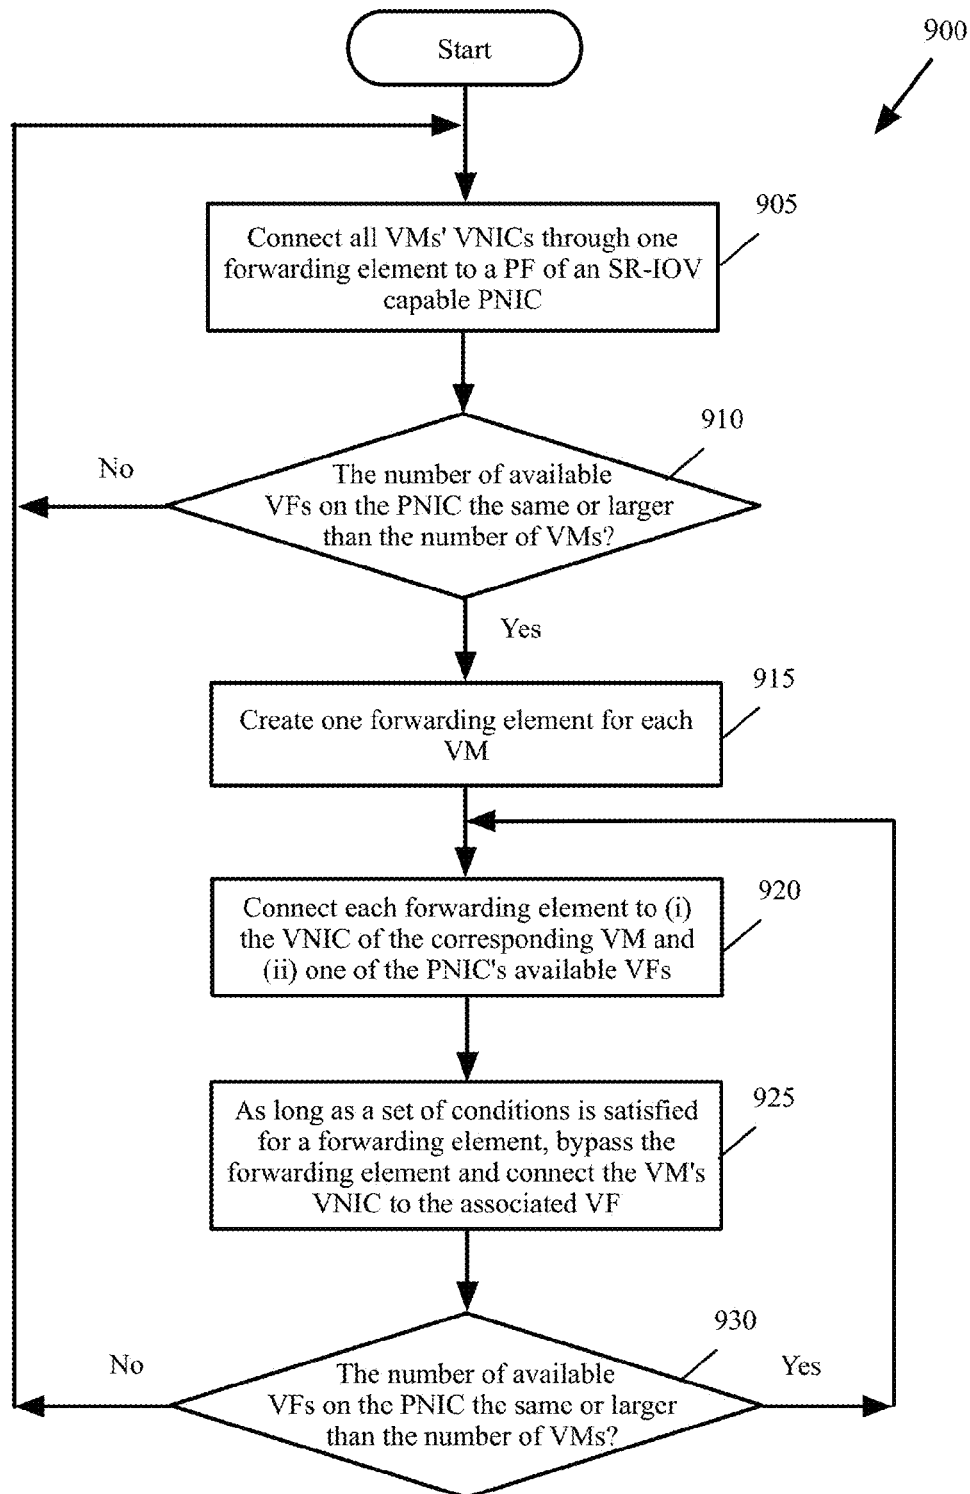 Start
900
905
Connect all VMs' VNICs through one
forwarding element to a PF of an SR-IOV
capable PNIC
910
No
The number of available
VFs on the PNIC the same or larger
than the number of VMs?
Yes
915
Create one forwarding element for each
VM
920
Connect each forwarding element to (i)
the VNIC of the corresponding VM and
(ii) one of the PNIC's available VFs
925
As long as a set of conditions is satisfied
for a forwarding element, bypass the
forwarding element and connect the VM's
VNIC to the associated VF
930
No
The number of available
VFs on the PNIC the same or larger
than the number of VMs?
Yes